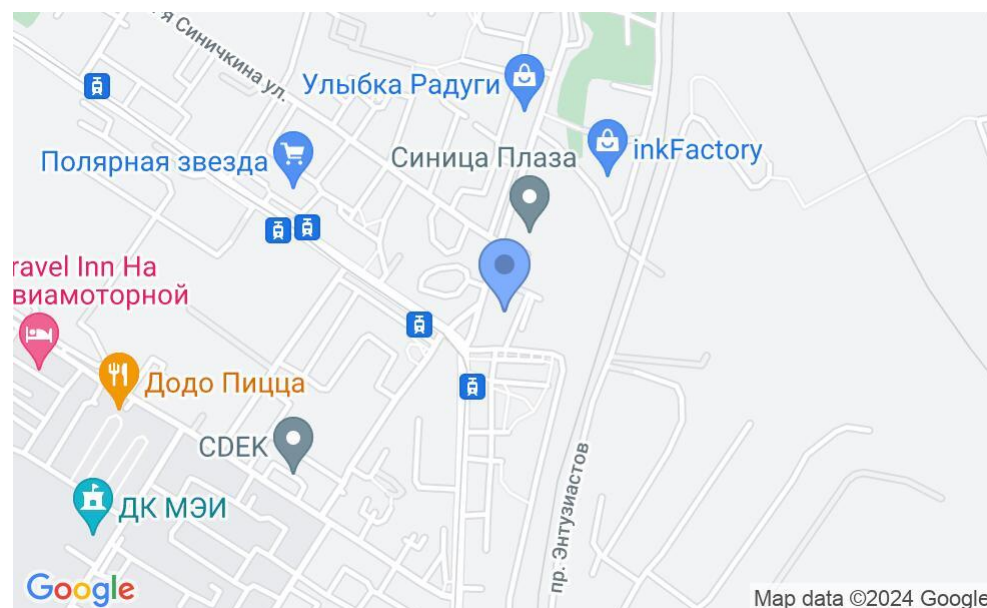 я Синичкина ул.
Улыбка Радуги
Полярная звезда
Синица Плаза
inkFactory
ravel Inn На
виамоторной
Додо Пицца
CDEK
ДК МЭИ
пр. Энтузиастов
Google
Map data ©2024 Google